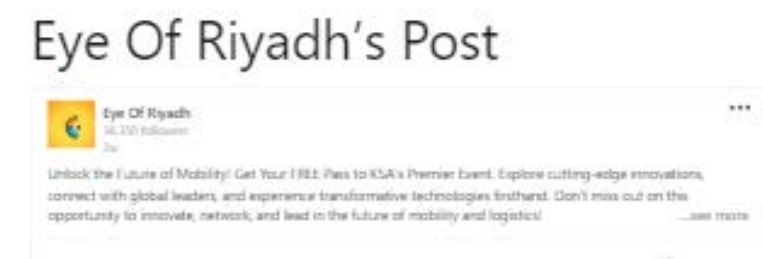 Eye Of Riyadh's Post
Eye Of Riyadh
followers
2w
Unlock the Future of Mobility! Get Your FREE Pass to KSA's Premier Event. Explore cutting-edge innovations,
connect with global leaders, and experience transformative technologies firsthand. Don't miss out on this
opportunity to innovate, network, and lead in the future of mobility and logistics!
...see more